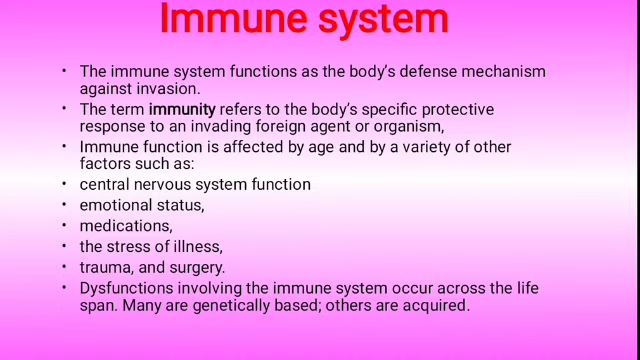 Immune system
• The immune system functions as the body's defense mechanism
against invasion.
• The term immunity refers to the body's specific protective
response to an invading foreign agent or organism,
• Immune function is affected by age and by a variety of other
factors such as:
• central nervous system function
• emotional status,
• medications,
• the stress of illness,
• trauma, and surgery.
• Dysfunctions involving the immune system occur across the life
span. Many are genetically based; others are acquired.